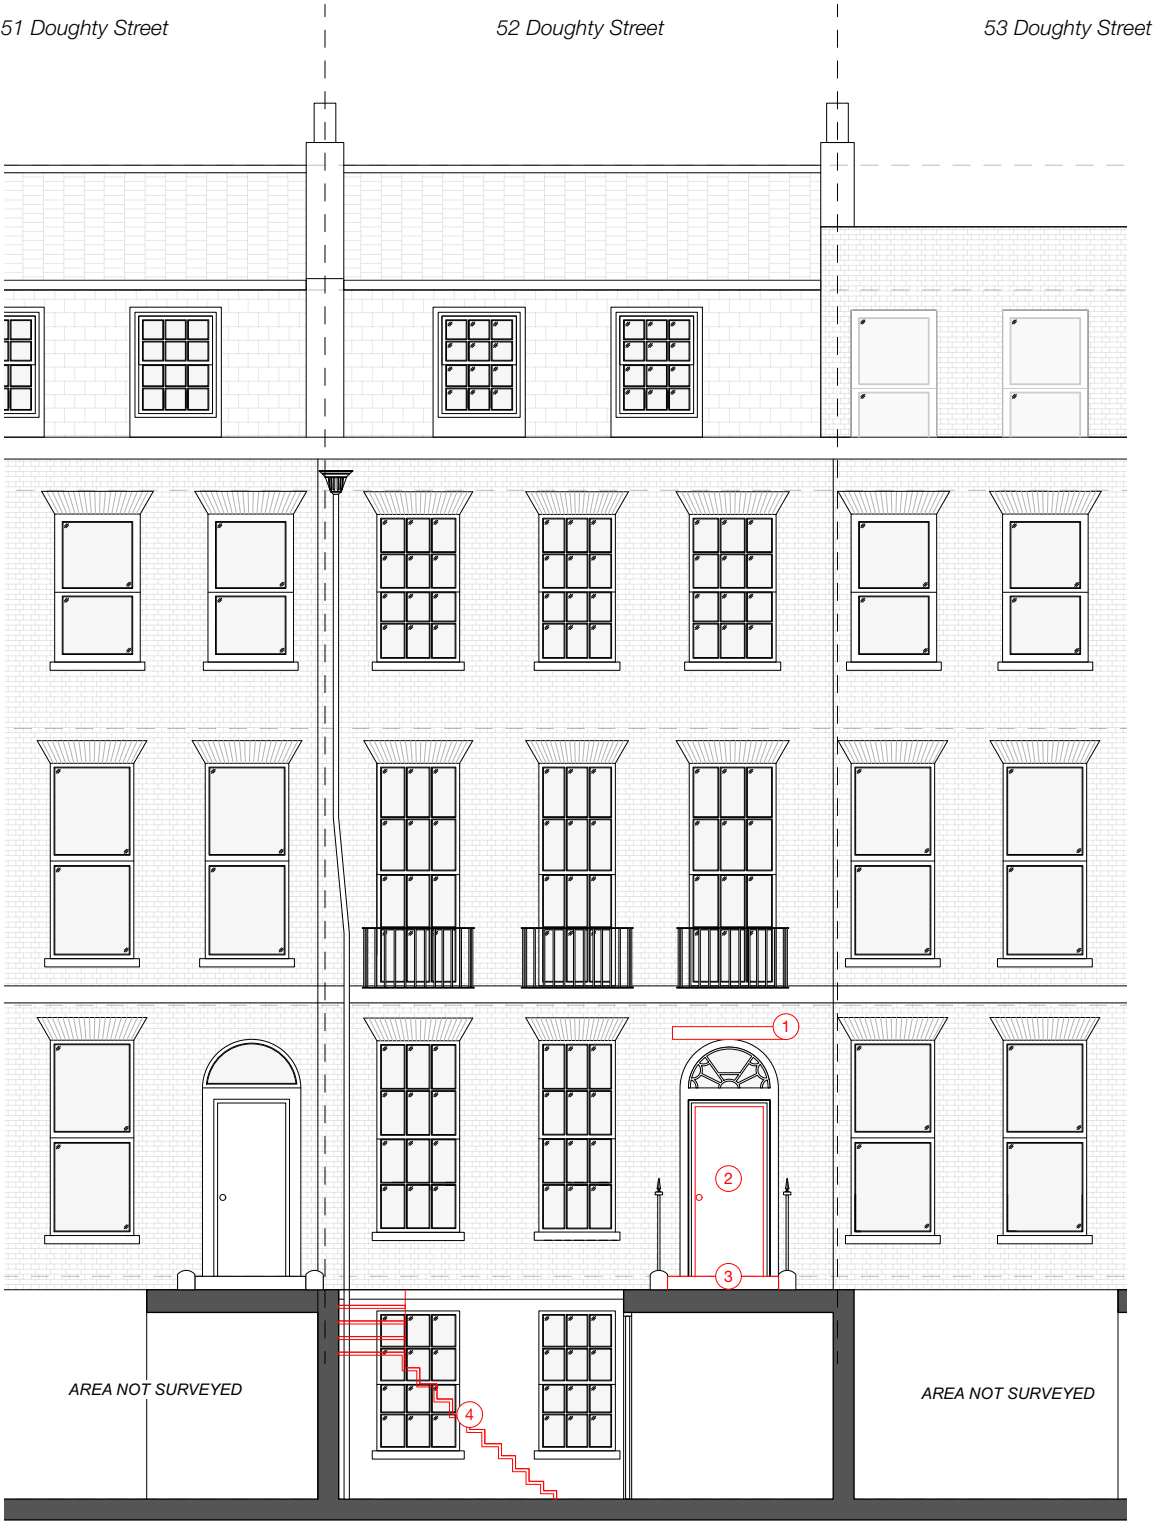 51 Doughty Street
52 Doughty Street
53 Doughty Street
1
2
3
4
AREA NOT SURVEYED
AREA NOT SURVEYED